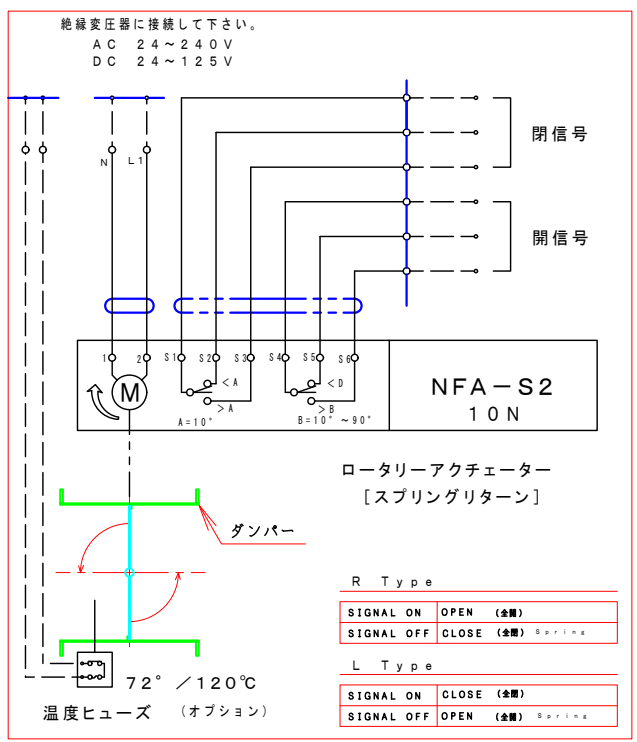 絶縁変圧器に接続して下さい。
AC 24~240V
DC 24~125V
N L1
閉信号
開信号
1 2 S1 S2 S3 S4 S5 S6
M
<A
>A
A=10°
<D
>B
B=10° ~90°
NFA-S2
10N
ロータリーアクチェーター
[スプリングリターン]
ダンパー
72° /120℃
温度ヒューズ (オプション)
R Type
SIGNAL ON OPEN (全開)
SIGNAL OFF CLOSE (全閉) Spring
L Type
SIGNAL ON CLOSE (全閉)
SIGNAL OFF OPEN (全開) Spring